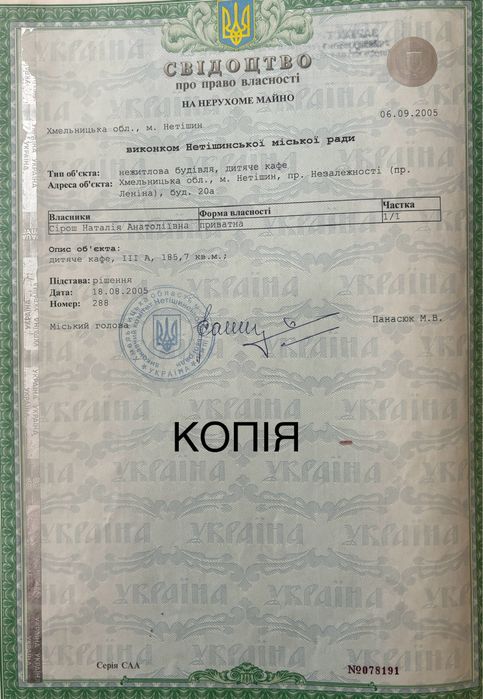 СВІДОЦТВО
про право власності
НА НЕРУХОМЕ МАЙНО
06.09.2005
Хмельницька обл., м. Нетішин
виконком Нетішинської міської ради
Тип об'єкта: нежитлова будівля, дитяче кафе
Адреса об'єкта: Хмельницька обл., м. Нетішин, пр. Незалежності (пр.
Леніна), буд. 20а
Власники Форма власності Частка
Сірош Наталія Анатоліївна приватна 1/1
Опис об'єкта:
дитяче кафе, III А, 185,7 кв.м.;
Підстава: рішення
Дата: 18.08.2005
Номер: 288
Міський голова Панасюк М.В.
УКРАЇНА
КОПІЯ
Серія САА №078191